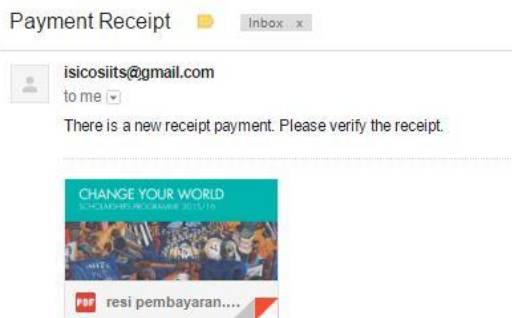 Payment Receipt
Inbox x
isicosiits@gmail.com
to me
There is a new receipt payment. Please verify the receipt.
CHANGE YOUR WORLD
SCHOLARSHIPS PROGRAMME 2015/16
PDF
resi pembayaran....